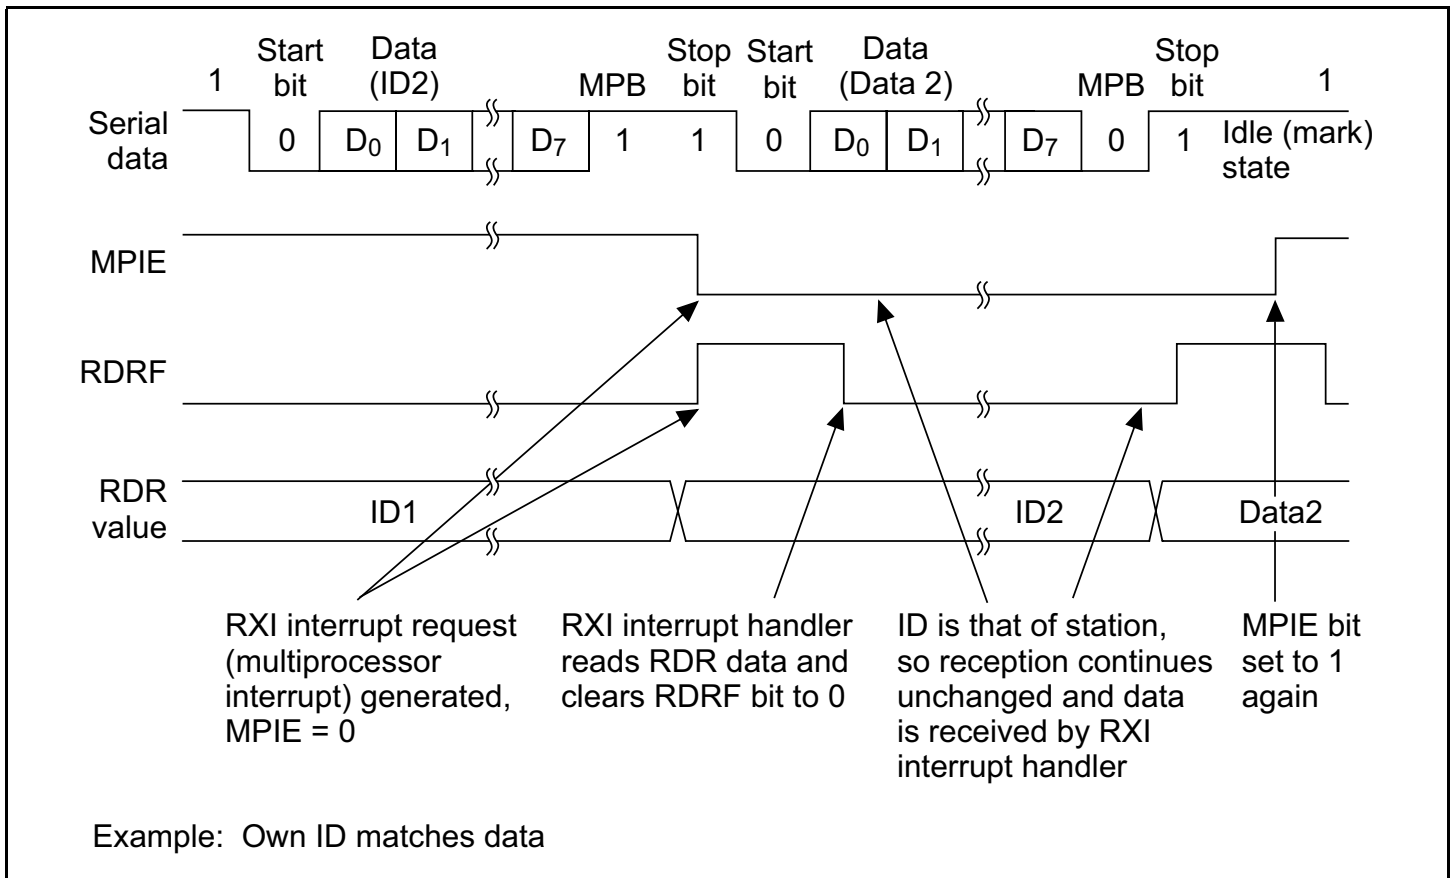 Start Data Stop Start Data Stop
1 bit (ID2) MPB bit bit (Data 2) MPB bit 1
Serial data 0 D0 D1 D7 1 1 0 D0 D1 D7 0 1 Idle (mark) state
MPIE
RDRF
RDR value ID1 ID2 Data2
RXI interrupt request
(multiprocessor
interrupt) generated,
MPIE = 0
RXI interrupt handler
reads RDR data and
clears RDRF bit to 0
ID is that of station,
so reception continues
unchanged and data
is received by RXI
interrupt handler
MPIE bit
set to 1
again
Example: Own ID matches data